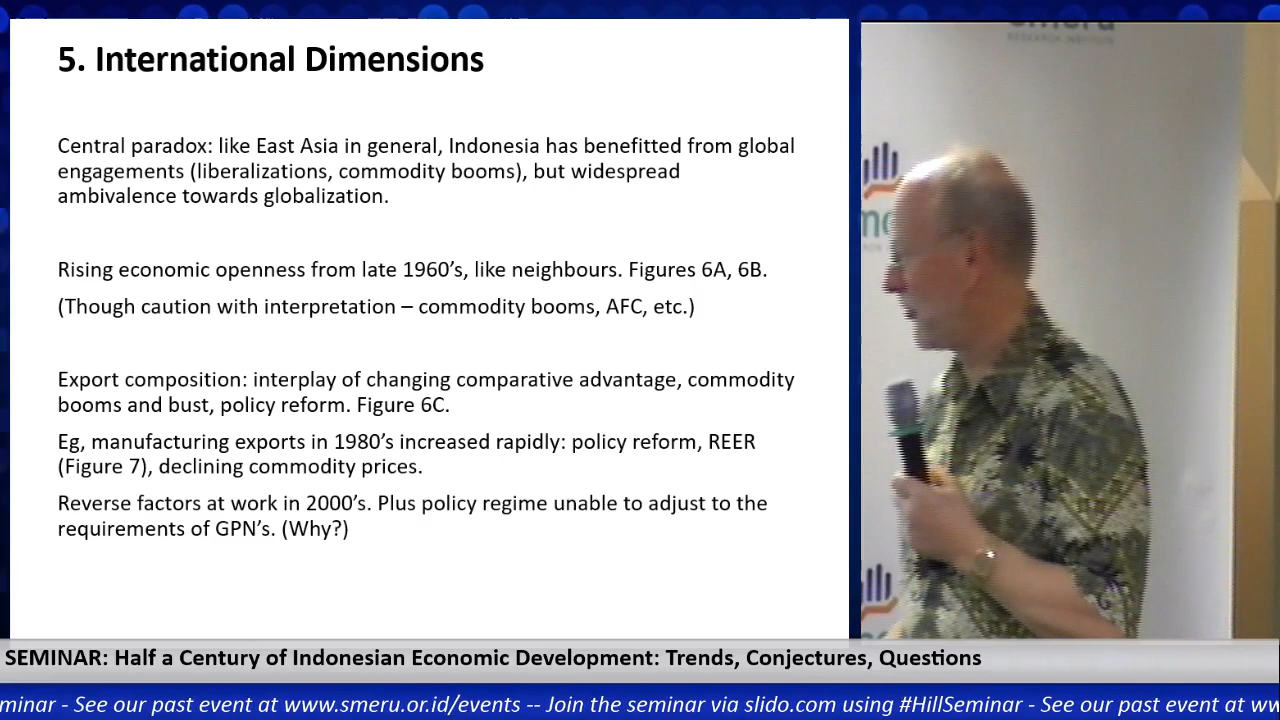 5. International Dimensions
Central paradox: like East Asia in general, Indonesia has benefitted from global
engagements (liberalizations, commodity booms), but widespread
ambivalence towards globalization.
Rising economic openness from late 1960’s, like neighbours. Figures 6A, 6B.
(Though caution with interpretation – commodity booms, AFC, etc.)
Export composition: interplay of changing comparative advantage, commodity
booms and bust, policy reform. Figure 6C.
Eg, manufacturing exports in 1980’s increased rapidly: policy reform, REER
(Figure 7), declining commodity prices.
Reverse factors at work in 2000’s. Plus policy regime unable to adjust to the
requirements of GPN’s. (Why?)
RESEARCH INSTITUTE
SEMINAR: Half a Century of Indonesian Economic Development: Trends, Conjectures, Questions
minar - See our past event at www.smeru.or.id/events -- Join the seminar via slido.com using #HillSeminar - See our past event at ww